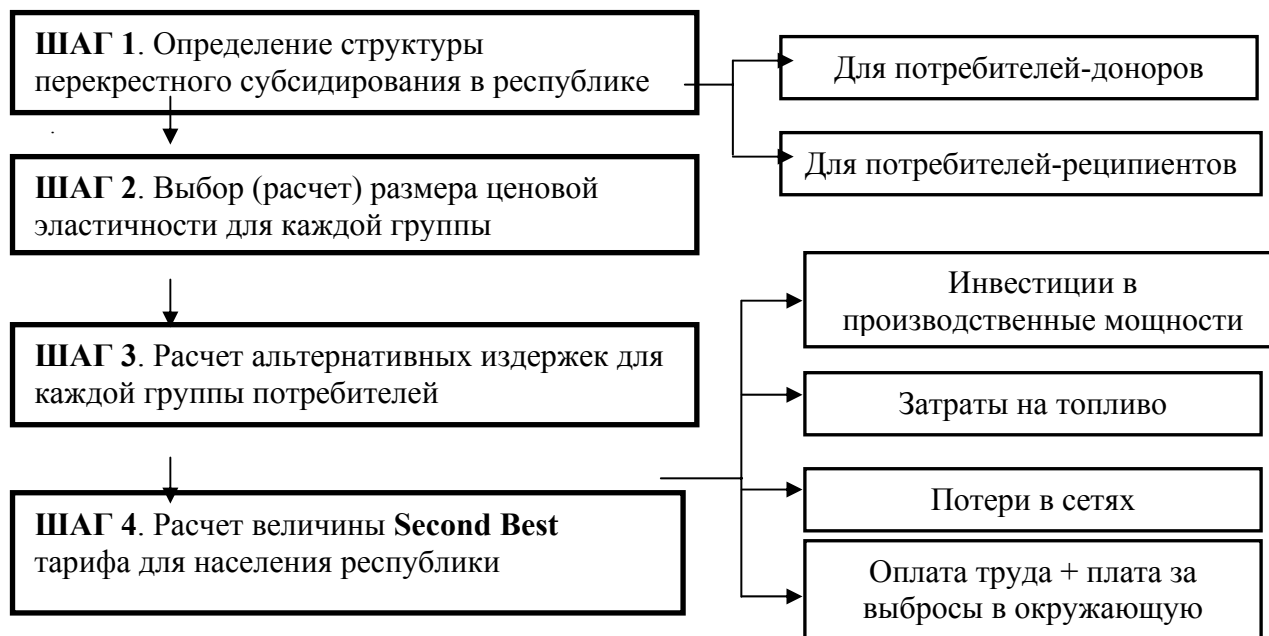 ШАГ 1. Определение структуры
перекрестного субсидирования в республике
Для потребителей-доноров
Для потребителей-реципиентов
ШАГ 2. Выбор (расчет) размера ценовой
эластичности для каждой группы
ШАГ 3. Расчет альтернативных издержек для
каждой группы потребителей
ШАГ 4. Расчет величины Second Best
тарифа для населения республики
Инвестиции в
производственные мощности
Затраты на топливо
Потери в сетях
Оплата труда + плата за
выбросы в окружающую